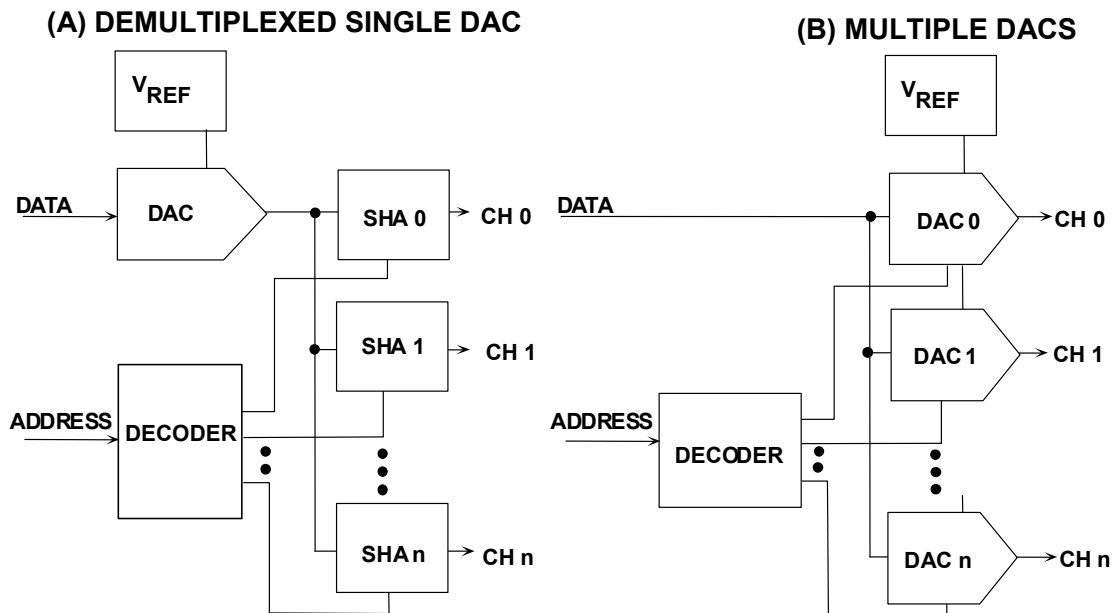 (A) DEMULTIPLEXED SINGLE DAC
VREF
DATA
DAC
SHA 0
CH 0
SHA 1
CH 1
ADDRESS
DECODER
SHA n
CH n
(B) MULTIPLE DACS
VREF
DATA
DAC 0
CH 0
DAC 1
CH 1
ADDRESS
DECODER
DAC n
CH n